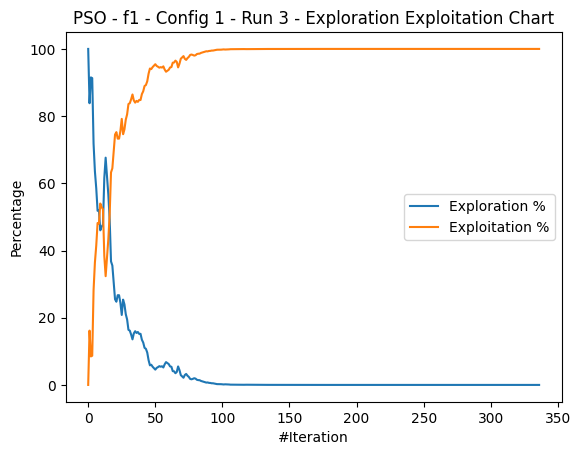 PSO - f1 - Config 1 - Run 3 - Exploration Exploitation Chart
100
80
60
40
20
0
Percentage
Exploration %
Exploitation %
0
50
100
150
200
250
300
350
#Iteration